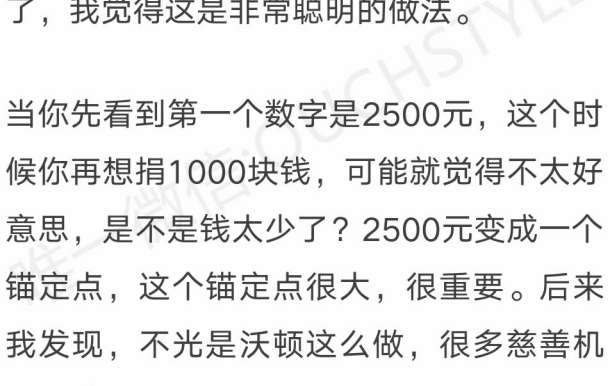 了，我觉得这是非常聪明的做法。
当你先看到第一个数字是2500元，这个时
候你再想捐1000块钱，可能就觉得不太好
意思，是不是钱太少了？2500元变成一个
锚定点，这个锚定点很大，很重要。后来
我发现，不光是沃顿这么做，很多慈善机
唯一微信:OUCHSTYLE